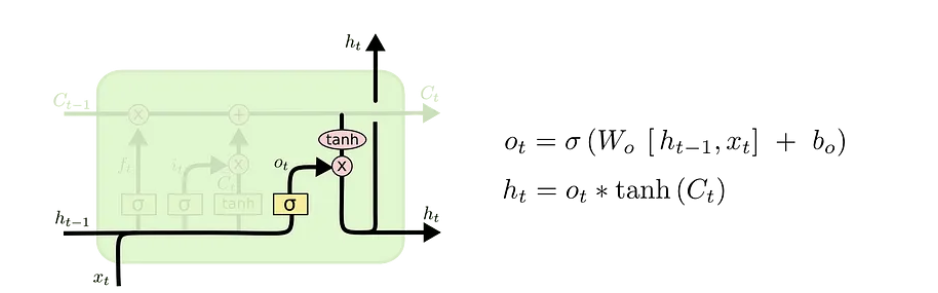 h_t
C_{t-1}
C_t
×
+
tanh
f_t
i_t
×
o_t
×
C̃_t
σ
σ
tanh
σ
h_{t-1}
h_t
x_t
o_t = σ (W_o [h_{t-1}, x_t] + b_o)
h_t = o_t * tanh (C_t)